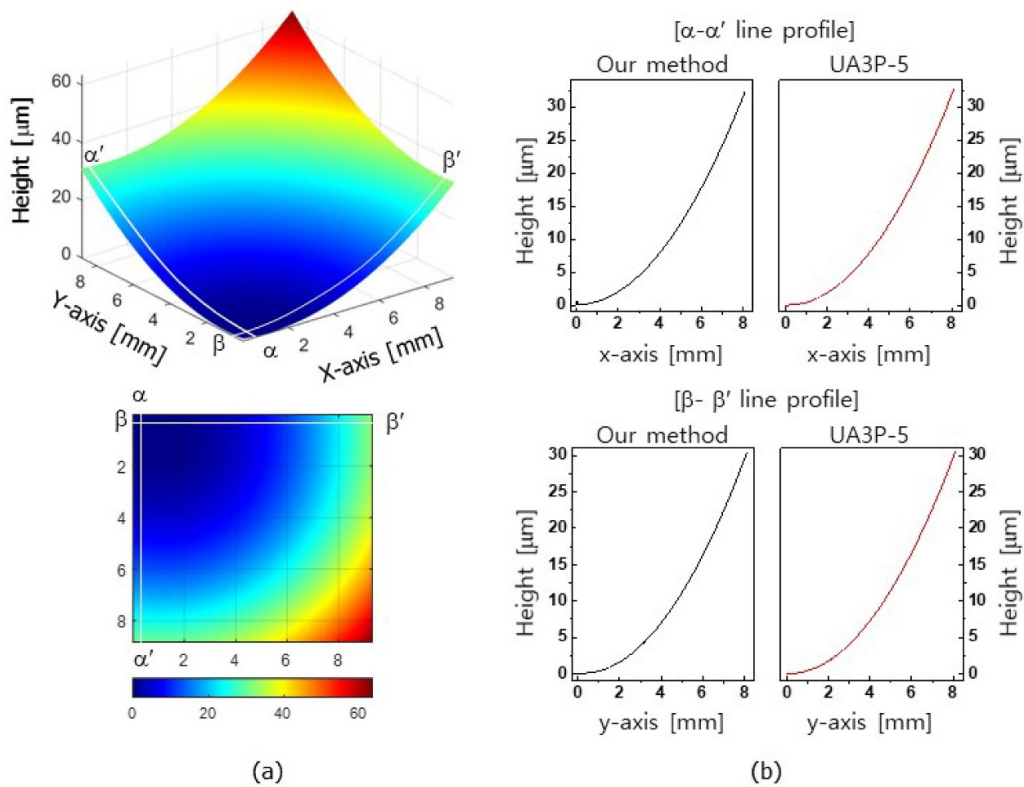 [α-α′ line profile]
Our method
UA3P-5
60
40
20
0
Height [μm]
α′
β′
8
6
4
2
Y-axis [mm]
β
α
2
4
6
8
X-axis [mm]
30
25
20
15
10
5
0
Height [μm]
0 2 4 6 8
x-axis [mm]
30
25
20
15
10
5
0
Height [μm]
0 2 4 6 8
x-axis [mm]
α
β
β′
2
4
6
8
α′
2 4 6 8
0 20 40 60
[β- β′ line profile]
Our method
UA3P-5
30
25
20
15
10
5
0
Height [μm]
0 2 4 6 8
y-axis [mm]
30
25
20
15
10
5
0
Height [μm]
0 2 4 6 8
y-axis [mm]
(a)
(b)